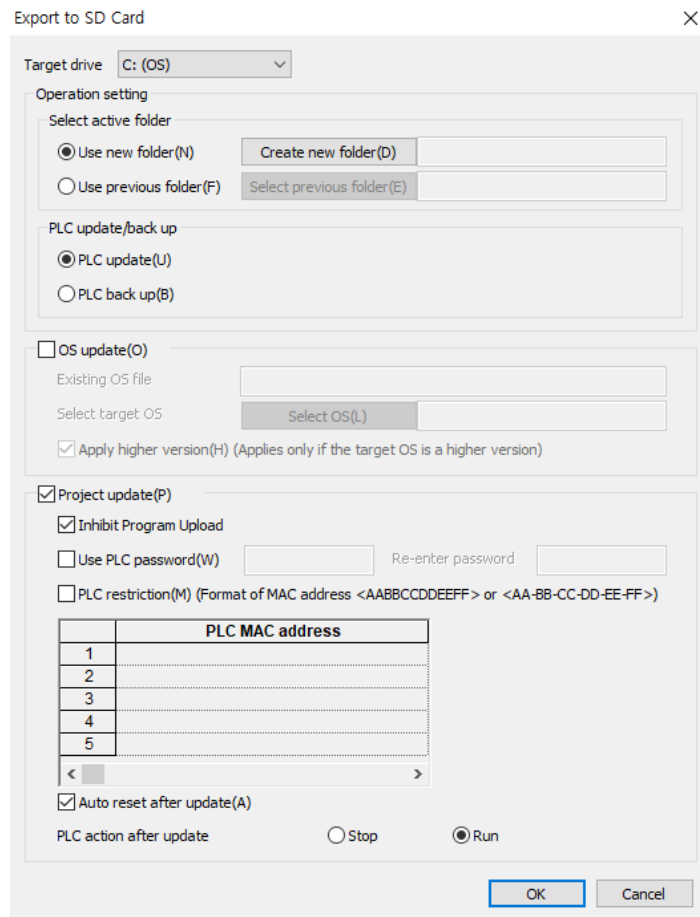 Export to SD Card
Target drive C: (OS)
Operation setting
Select active folder
Use new folder(N) Create new folder(D)
Use previous folder(F) Select previous folder(E)
PLC update/back up
PLC update(U)
PLC back up(B)
OS update(O)
Existing OS file
Select target OS Select OS(L)
Apply higher version(H) (Applies only if the target OS is a higher version)
Project update(P)
Inhibit Program Upload
Use PLC password(W) Re-enter password
PLC restriction(M) (Format of MAC address <AABBCCDDEEFF> or <AA-BB-CC-DD-EE-FF>)
PLC MAC address
1
2
3
4
5
Auto reset after update(A)
PLC action after update Stop Run
OK Cancel